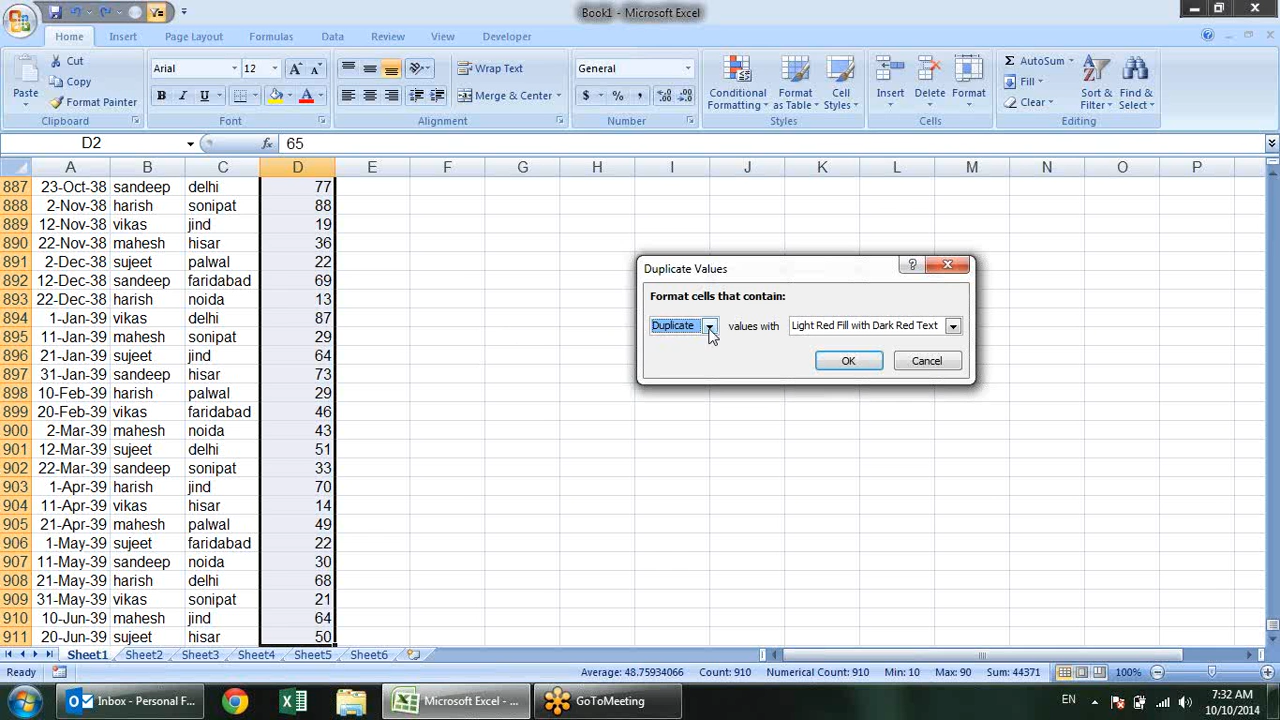 Book1 - Microsoft Excel
Home Insert Page Layout Formulas Data Review View Developer
Cut
Copy
Format Painter
Paste
Clipboard
Arial 12
B I U
Font
Wrap Text
Merge & Center
Alignment
General
$ % ,
Number
Conditional Formatting
Format as Table
Cell Styles
Styles
Insert Delete Format
Cells
Σ AutoSum
Fill
Clear
Sort & Filter
Find & Select
Editing
D2 fx 65
A B C D E F G H I J K L M N O P
887 23-Oct-38 sandeep delhi 77
888 2-Nov-38 harish sonipat 88
889 12-Nov-38 vikas jind 19
890 22-Nov-38 mahesh hisar 36
891 2-Dec-38 sujeet palwal 22
892 12-Dec-38 sandeep faridabad 69
893 22-Dec-38 harish noida 13
894 1-Jan-39 vikas delhi 87
895 11-Jan-39 mahesh sonipat 29
896 21-Jan-39 sujeet jind 64
897 31-Jan-39 sandeep hisar 73
898 10-Feb-39 harish palwal 29
899 20-Feb-39 vikas faridabad 46
900 2-Mar-39 mahesh noida 43
901 12-Mar-39 sujeet delhi 51
902 22-Mar-39 sandeep sonipat 33
903 1-Apr-39 harish jind 70
904 11-Apr-39 vikas hisar 14
905 21-Apr-39 mahesh palwal 49
906 1-May-39 sujeet faridabad 22
907 11-May-39 sandeep noida 30
908 21-May-39 harish delhi 68
909 31-May-39 vikas sonipat 21
910 10-Jun-39 mahesh jind 64
911 20-Jun-39 sujeet hisar 50
Duplicate Values
Format cells that contain:
Duplicate values with Light Red Fill with Dark Red Text
OK Cancel
Sheet1 Sheet2 Sheet3 Sheet4 Sheet5 Sheet6
Ready Average: 48.75934066 Count: 910 Numerical Count: 910 Min: 10 Max: 90 Sum: 44371 100%
Inbox - Personal F... Microsoft Excel - ... GoToMeeting EN 7:32 AM
10/10/2014